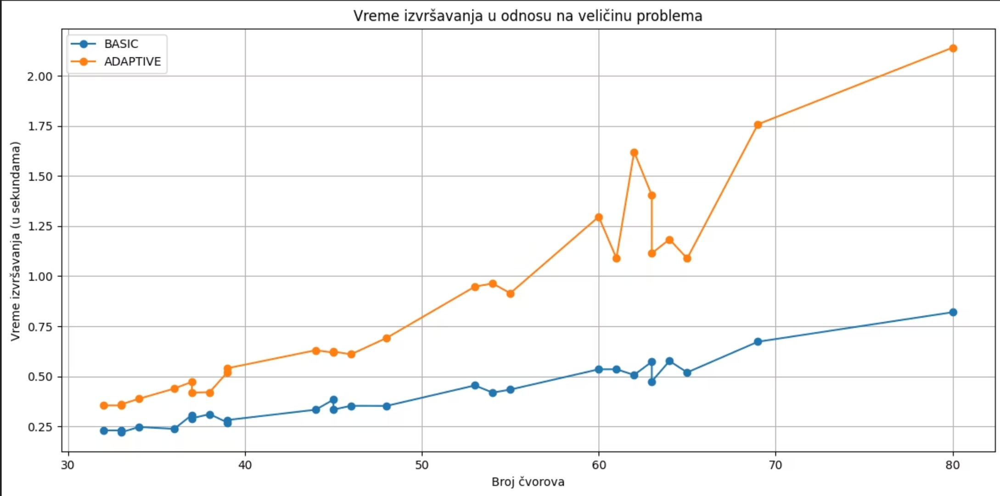 Vreme izvršavanja u odnosu na veličinu problema
BASIC
ADAPTIVE
2.00
1.75
1.50
1.25
1.00
0.75
0.50
0.25
Vreme izvršavanja (u sekundama)
30 40 50 60 70 80
Broj čvorova